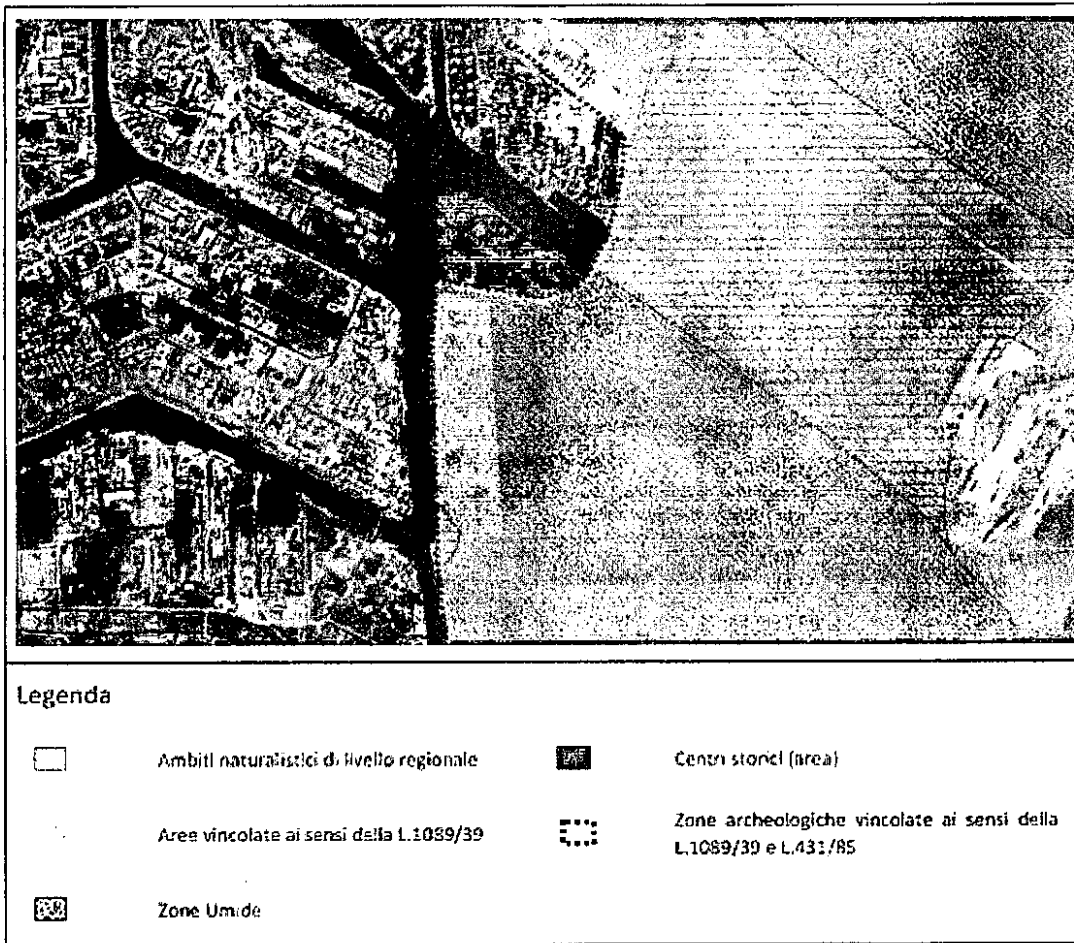 Legenda
Ambiti naturalistici di livello regionale
Centri storici (area)
Aree vincolate ai sensi della L.1089/39
Zone archeologiche vincolate ai sensi della
L.1089/39 e L.431/85
Zone Umide